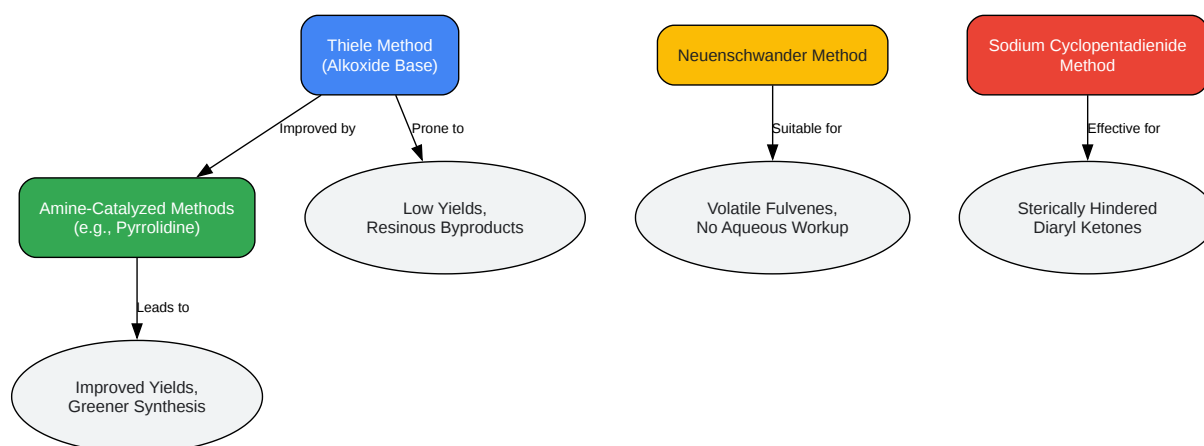 Thiele Method
(Alkoxide Base)
Neuenschwander Method
Sodium Cyclopentadienide
Method
Improved by
Prone to
Suitable for
Effective for
Amine-Catalyzed Methods
(e.g., Pyrrolidine)
Low Yields,
Resinous Byproducts
Volatile Fulvenes,
No Aqueous Workup
Sterically Hindered
Diaryl Ketones
Leads to
Improved Yields,
Greener Synthesis